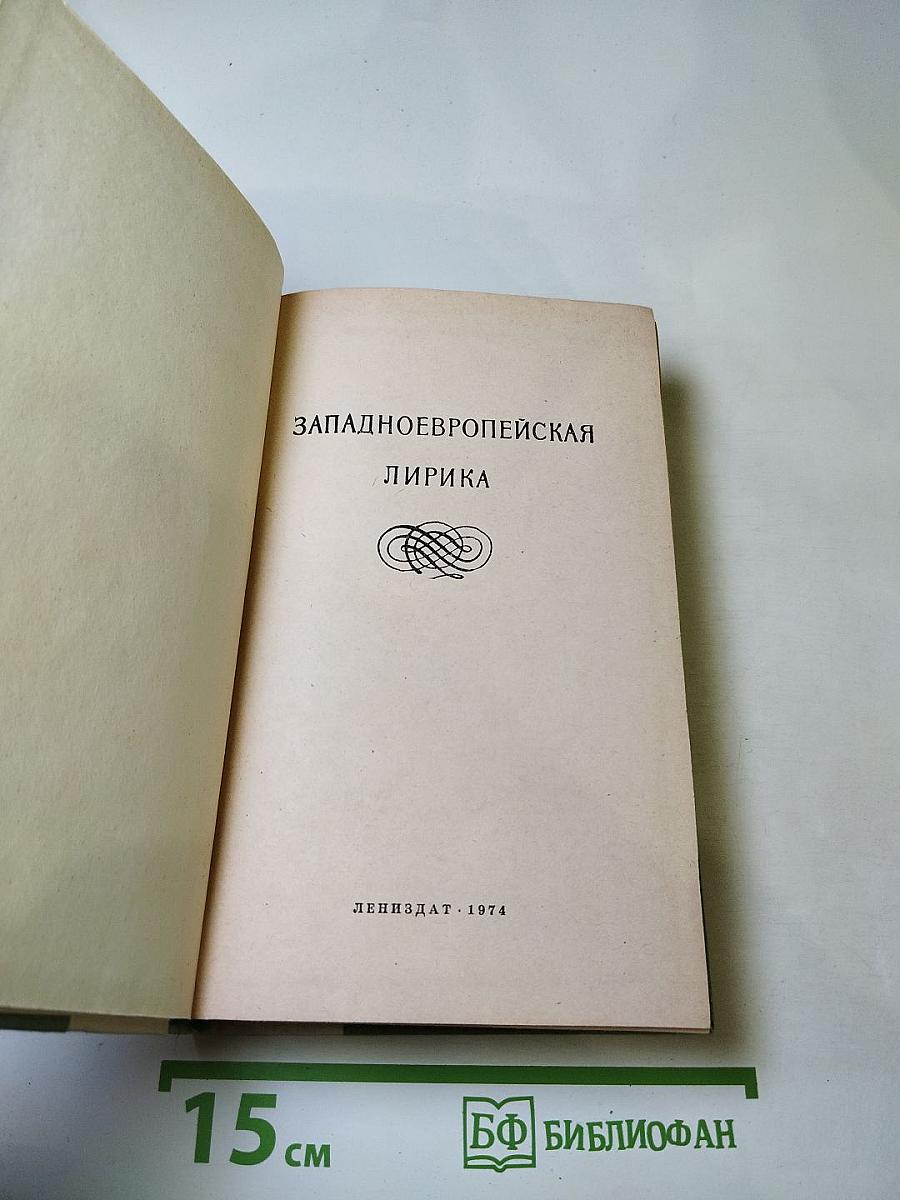 ЗАПАДНОЕВРОПЕЙСКАЯ
ЛИРИКА
ЛЕНИЗДАТ · 1974
15 см
БФ БИБЛИОФАН